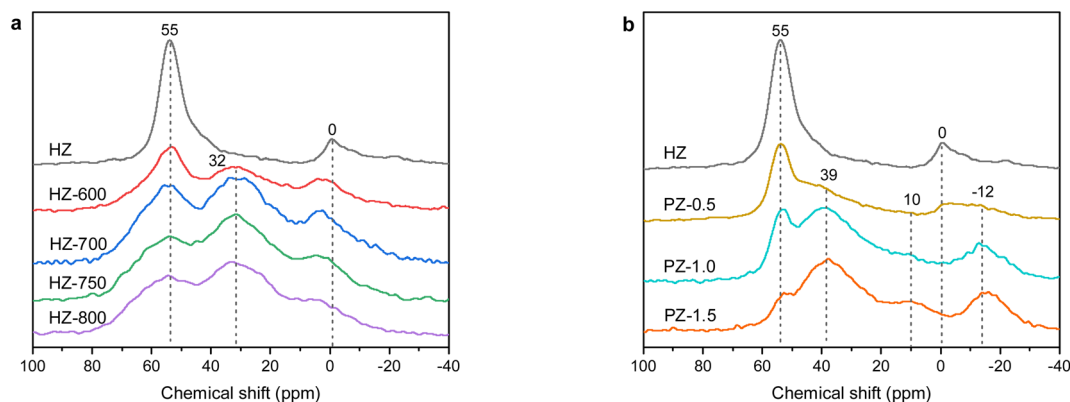 a
55
0
32
HZ
HZ-600
HZ-700
HZ-750
HZ-800
100 80 60 40 20 0 -20 -40
Chemical shift (ppm)
b
55
0
39
10
-12
HZ
PZ-0.5
PZ-1.0
PZ-1.5
100 80 60 40 20 0 -20 -40
Chemical shift (ppm)